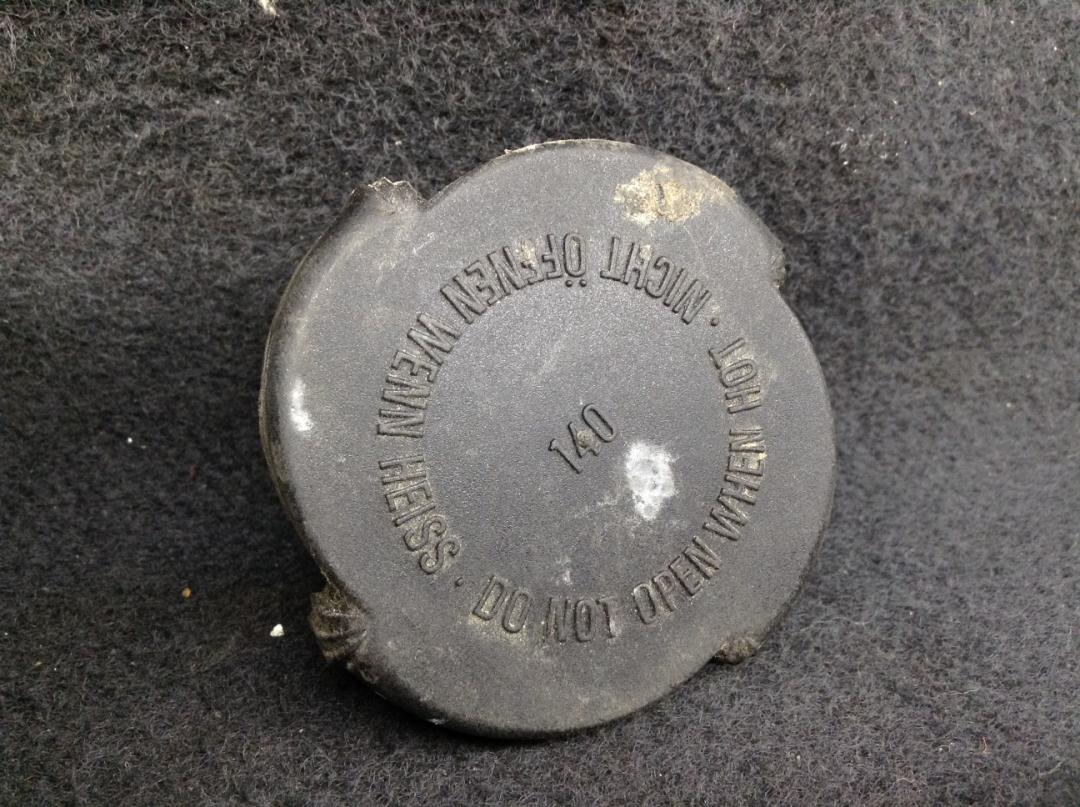 NICHT ÖFFNEN WENN HEISS · DO NOT OPEN WHEN HOT ·
140